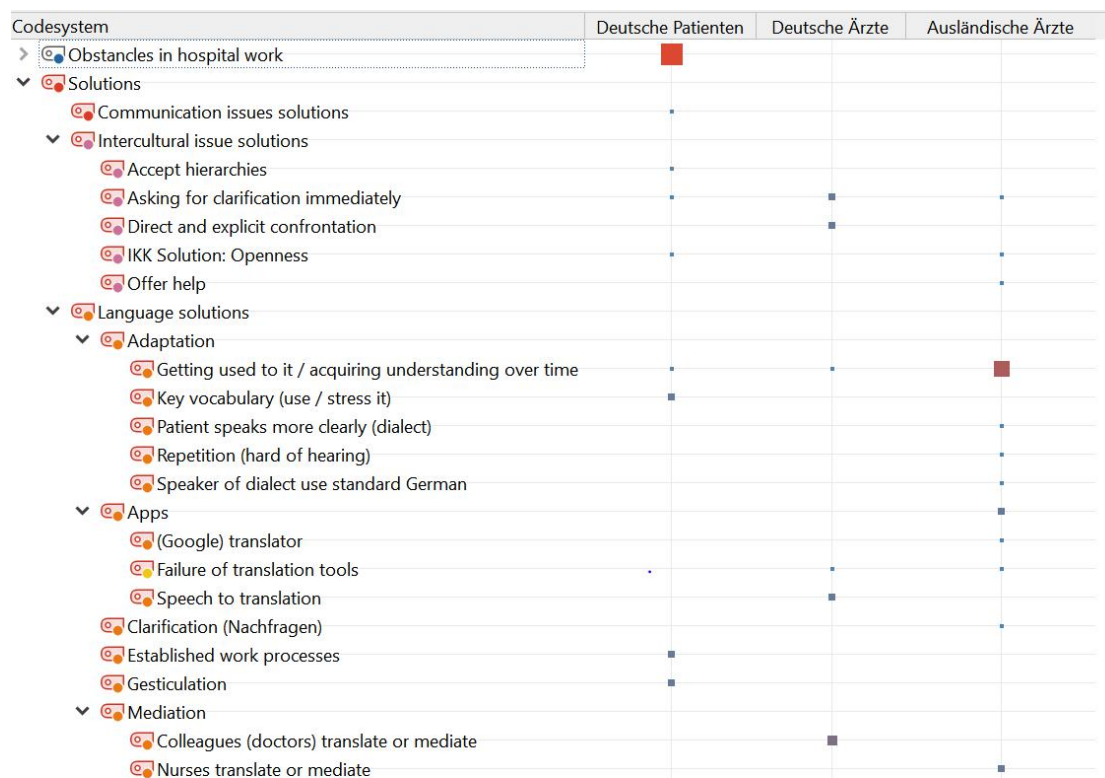 Codesystem Deutsche Patienten Deutsche Ärzte Ausländische Ärzte
Obstancles in hospital work
Solutions
Communication issues solutions
Intercultural issue solutions
Accept hierarchies
Asking for clarification immediately
Direct and explicit confrontation
IKK Solution: Openness
Offer help
Language solutions
Adaptation
Getting used to it / acquiring understanding over time
Key vocabulary (use / stress it)
Patient speaks more clearly (dialect)
Repetition (hard of hearing)
Speaker of dialect use standard German
Apps
(Google) translator
Failure of translation tools
Speech to translation
Clarification (Nachfragen)
Established work processes
Gesticulation
Mediation
Colleagues (doctors) translate or mediate
Nurses translate or mediate